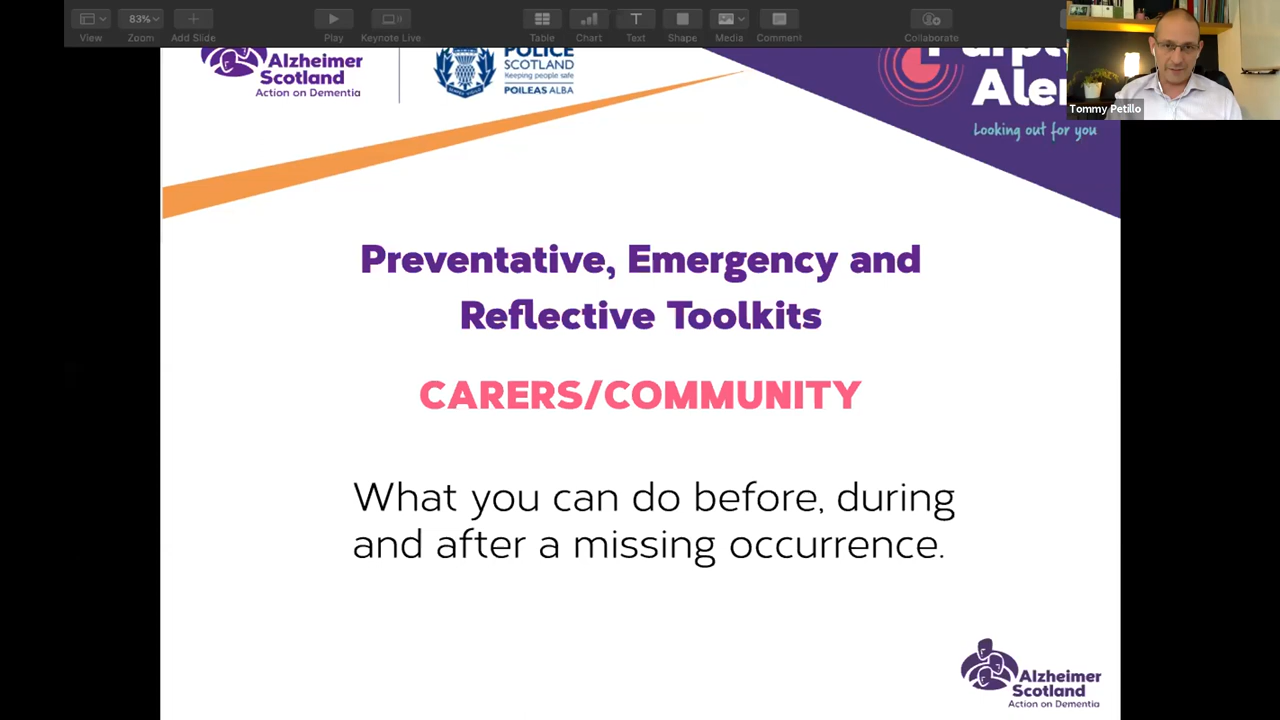 83%
View
Zoom
Add Slide
Play
Keynote Live
Table
Chart
Text
Shape
Media
Comment
Collaborate
Tommy Petillo
Alzheimer
Scotland
Action on Dementia
POLICE
SCOTLAND
Keeping people safe
POILEAS ALBA
Looking out for you
Preventative, Emergency and
Reflective Toolkits
CARERS/COMMUNITY
What you can do before, during
and after a missing occurrence.
Alzheimer
Scotland
Action on Dementia